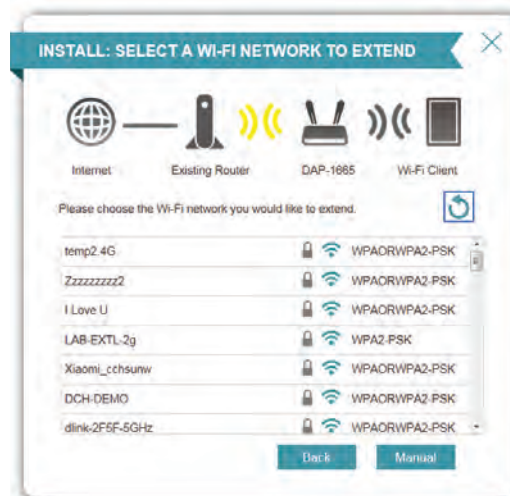 INSTALL: SELECT A WI-FI NETWORK TO EXTEND
Internet Existing Router DAP-1665 Wi-Fi Client
Please choose the Wi-Fi network you would like to extend.
temp2.4G WPAORWPA2-PSK
Zzzzzzzzz2 WPAORWPA2-PSK
I Love U WPAORWPA2-PSK
LAB-EXTL-2g WPA2-PSK
Xiaomi_cchsunw WPAORWPA2-PSK
DCH-DEMO WPAORWPA2-PSK
dlink-2F5F-5GHz WPAORWPA2-PSK
Back Manual